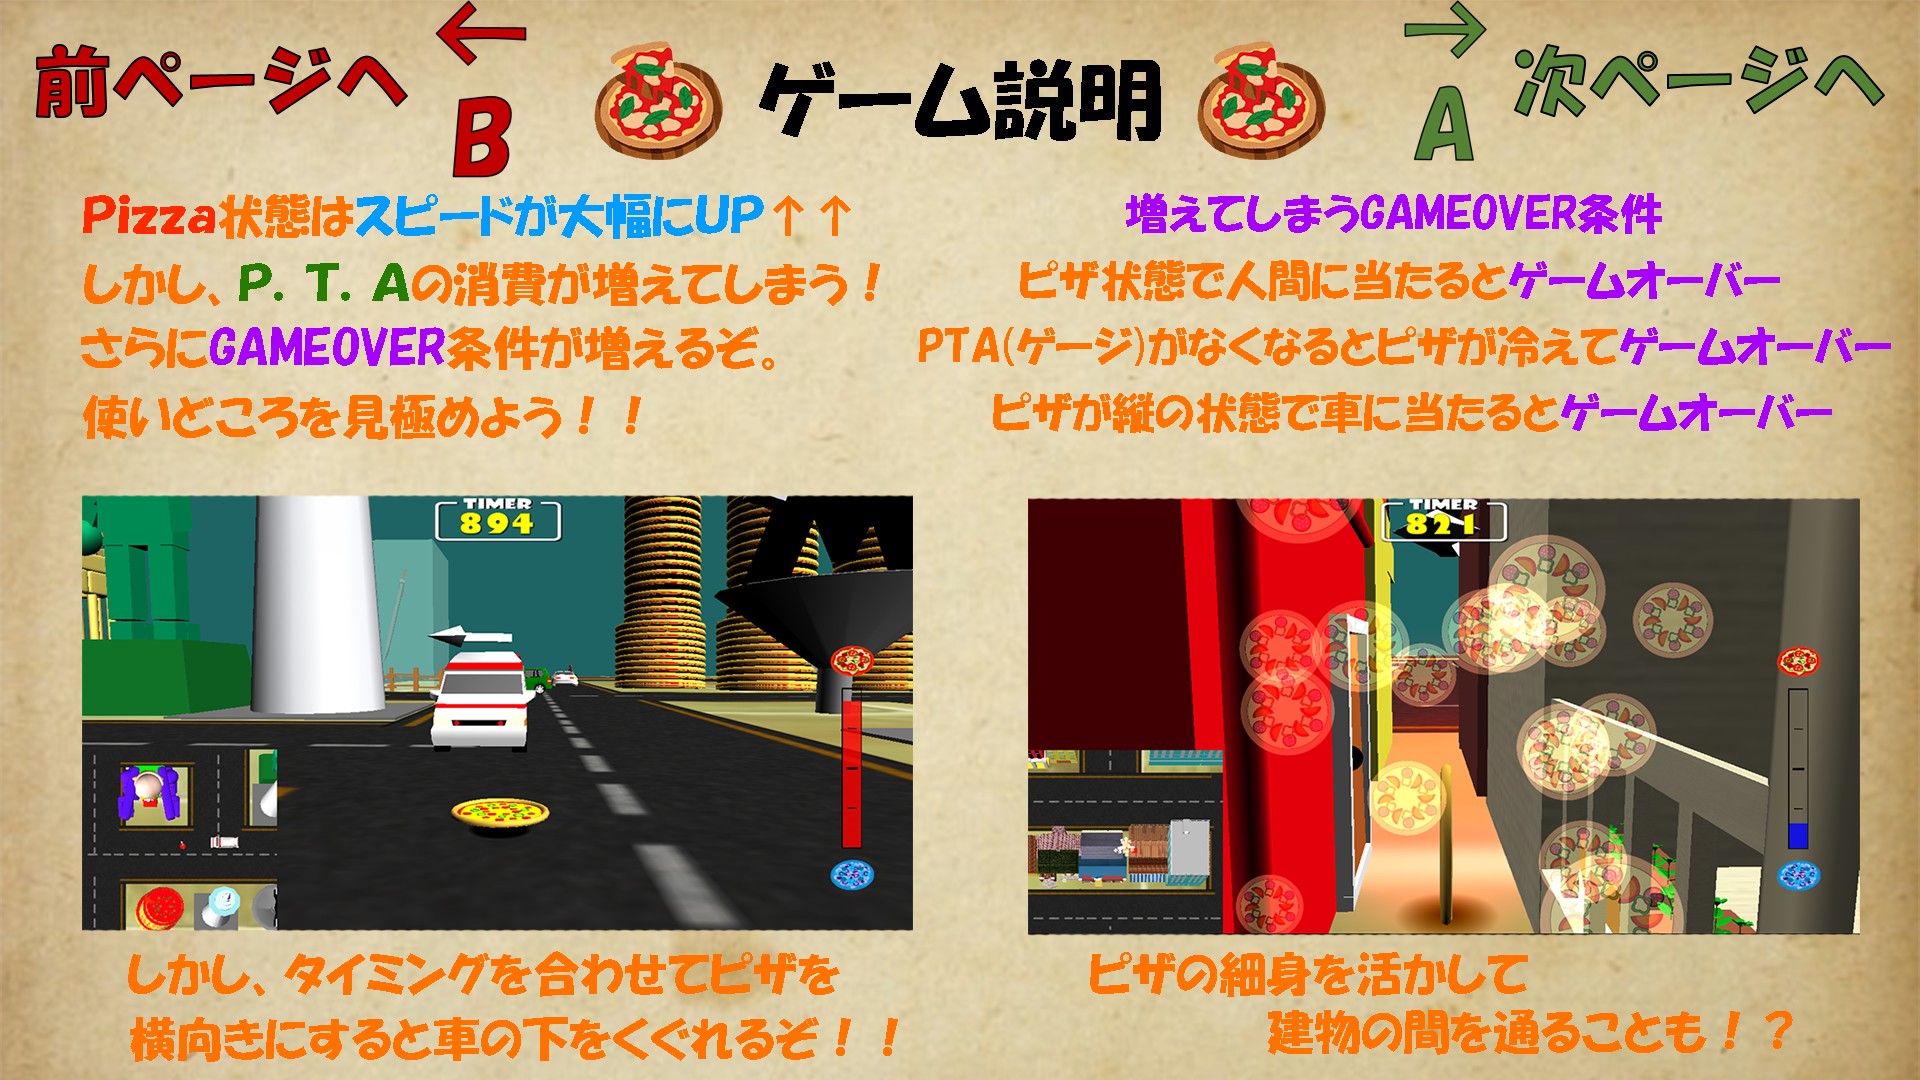 前ページへ
←
B
ゲーム説明
→
A
次ページへ
Pizza状態はスピードが大幅にUP↑↑
しかし、P.T.Aの消費が増えてしまう！
さらにGAMEOVER条件が増えるぞ。
使いどころを見極めよう！！
増えてしまうGAMEOVER条件
ピザ状態で人間に当たるとゲームオーバー
PTA(ゲージ)がなくなるとピザが冷えてゲームオーバー
ピザが縦の状態で車に当たるとゲームオーバー
TIMER
894
TIMER
821
しかし、タイミングを合わせてピザを
横向きにすると車の下をくぐれるぞ！！
ピザの細身を活かして
建物の間を通ることも！？